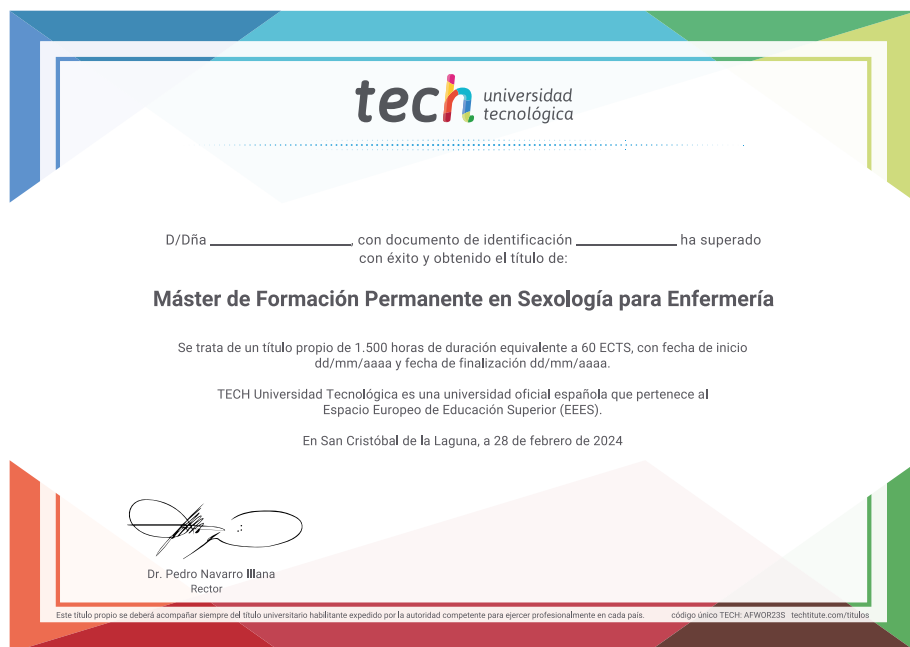 tech universidad
tecnológica
D/Dña ____________________, con documento de identificación ______________ ha superado
con éxito y obtenido el título de:
Máster de Formación Permanente en Sexología para Enfermería
Se trata de un título propio de 1.500 horas de duración equivalente a 60 ECTS, con fecha de inicio
dd/mm/aaaa y fecha de finalización dd/mm/aaaa.
TECH Universidad Tecnológica es una universidad oficial española que pertenece al
Espacio Europeo de Educación Superior (EEES).
En San Cristóbal de la Laguna, a 28 de febrero de 2024
Dr. Pedro Navarro Illana
Rector
Este título propio se deberá acompañar siempre del título universitario habilitante expedido por la autoridad competente para ejercer profesionalmente en cada país. código único TECH: AFWOR23S techtitute.com/titulos